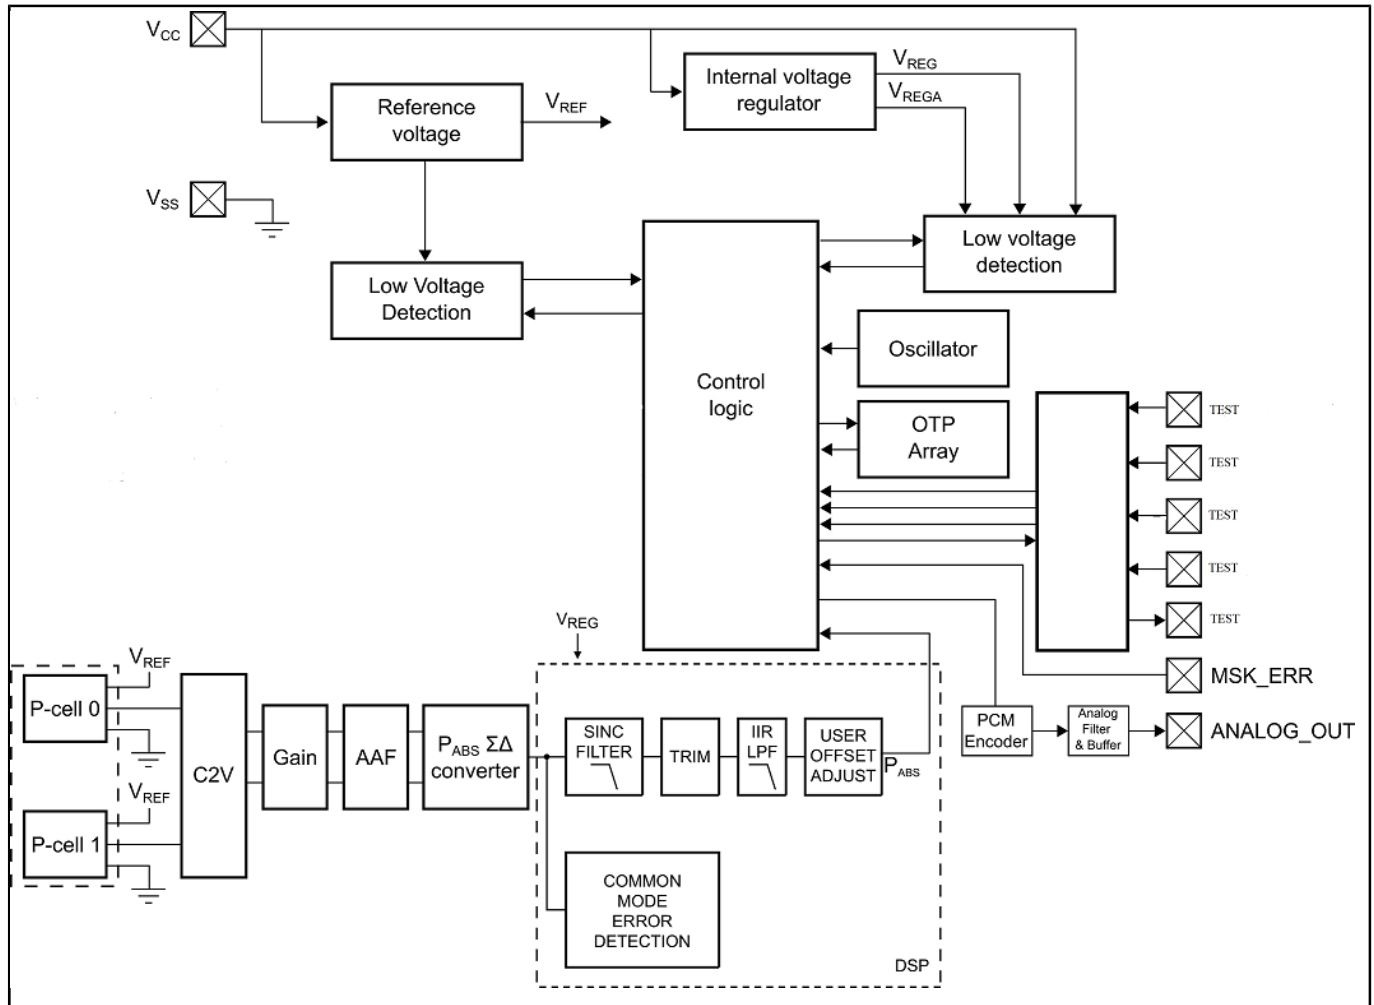 VCC
Reference
voltage
VREF
Internal voltage
regulator
VREG
VREGA
VSS
Low Voltage
Detection
Low voltage
detection
Control
logic
Oscillator
OTP
Array
TEST
TEST
TEST
TEST
TEST
MSK_ERR
ANALOG_OUT
PCM
Encoder
Analog
Filter
& Buffer
VREG
VREF
P-cell 0
VREF
P-cell 1
C2V
Gain
AAF
PABS ΣΔ
converter
SINC
FILTER
TRIM
IIR
LPF
USER
OFFSET
ADJUST
PABS
COMMON
MODE
ERROR
DETECTION
DSP